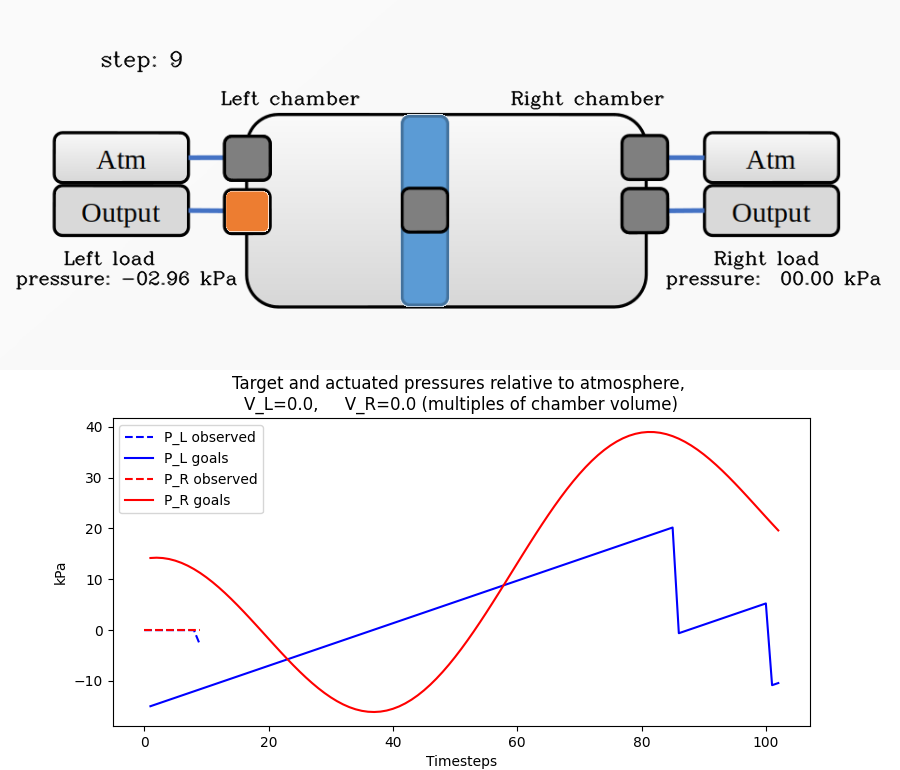 step: 9
Left chamber
Right chamber
Atm
Atm
Output
Output
Left load
pressure: -02.96 kPa
Right load
pressure: 00.00 kPa
Target and actuated pressures relative to atmosphere,
V_L=0.0, V_R=0.0 (multiples of chamber volume)
P_L observed
P_L goals
P_R observed
P_R goals
40
30
20
10
0
−10
kPa
0
20
40
60
80
100
Timesteps